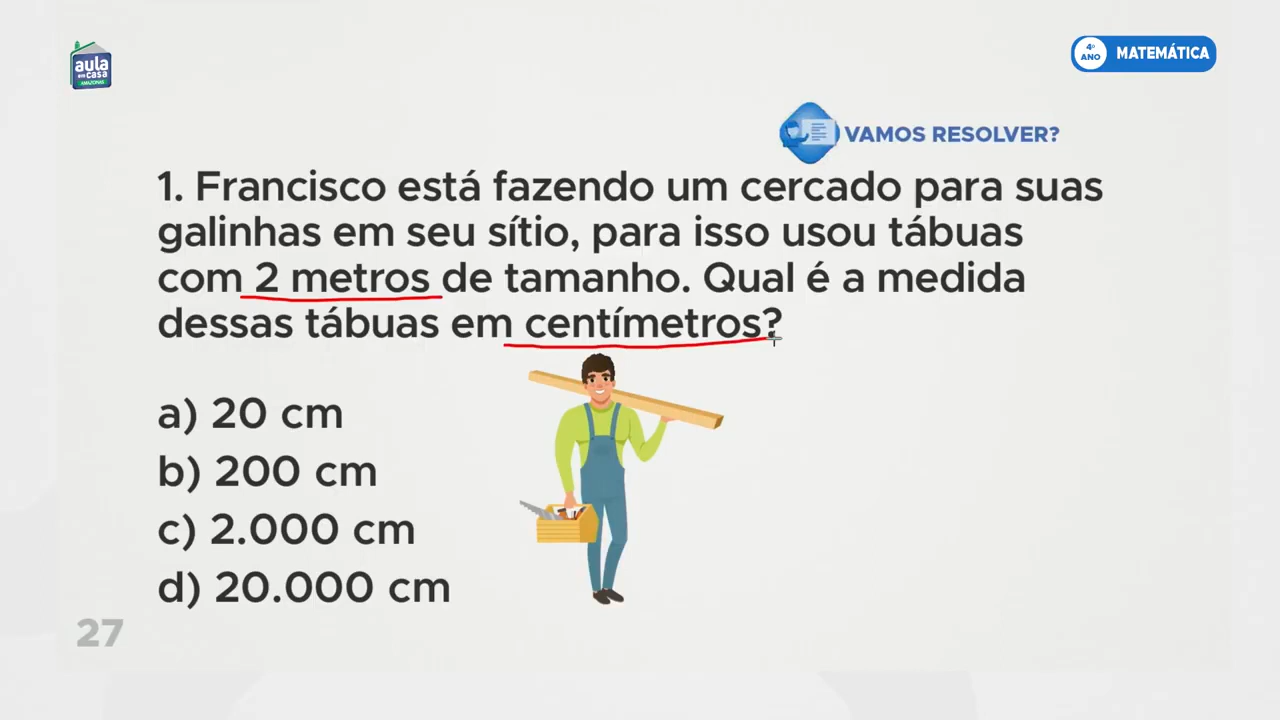 aula
em casa
AMAZONAS
4º
ANO
MATEMÁTICA
VAMOS RESOLVER?
1. Francisco está fazendo um cercado para suas
galinhas em seu sítio, para isso usou tábuas
com 2 metros de tamanho. Qual é a medida
dessas tábuas em centímetros?
a) 20 cm
b) 200 cm
c) 2.000 cm
d) 20.000 cm
27